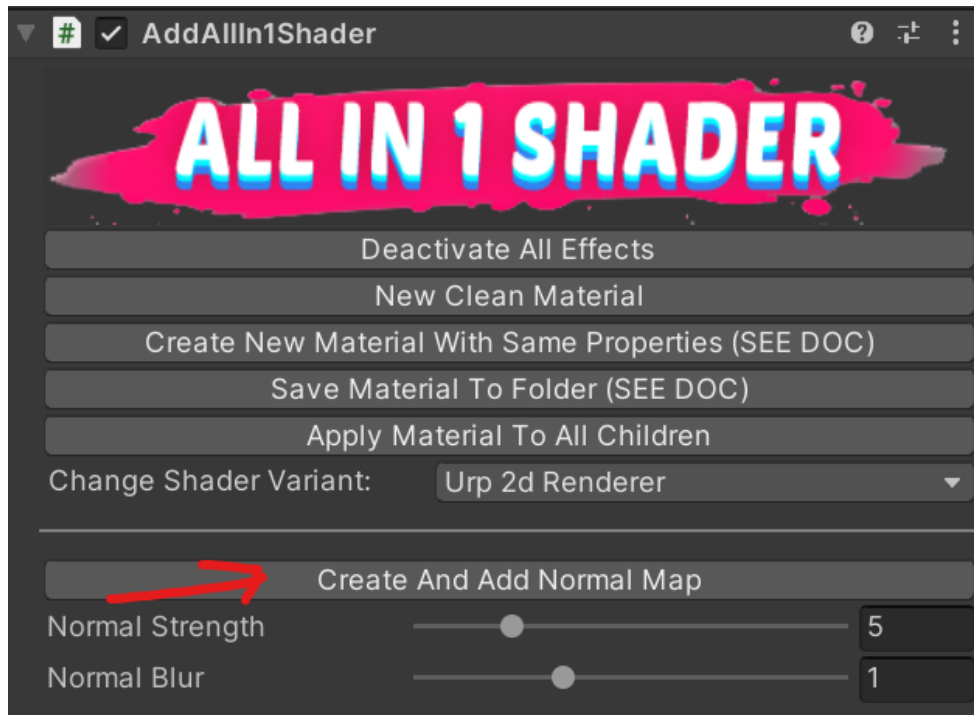 AddAllIn1Shader
ALL IN 1 SHADER
Deactivate All Effects
New Clean Material
Create New Material With Same Properties (SEE DOC)
Save Material To Folder (SEE DOC)
Apply Material To All Children
Change Shader Variant: Urp 2d Renderer
Create And Add Normal Map
Normal Strength 5
Normal Blur 1